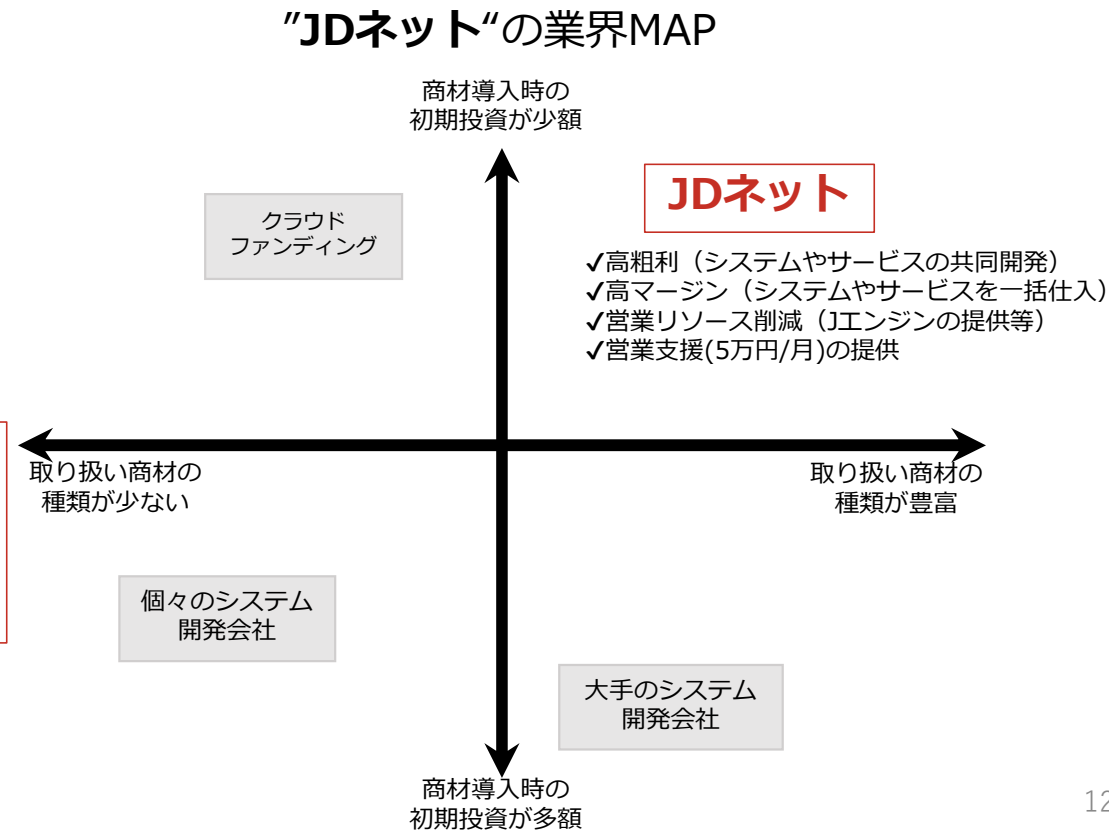 ”JDネット“の業界MAP
商材導入時の
初期投資が少額
クラウド
ファンディング
JDネット
✓高粗利（システムやサービスの共同開発）
✓高マージン（システムやサービスを一括仕入）
✓営業リソース削減（Jエンジンの提供等）
✓営業支援(5万円/月)の提供
取り扱い商材の
種類が少ない
取り扱い商材の
種類が豊富
個々のシステム
開発会社
大手のシステム
開発会社
商材導入時の
初期投資が多額
12